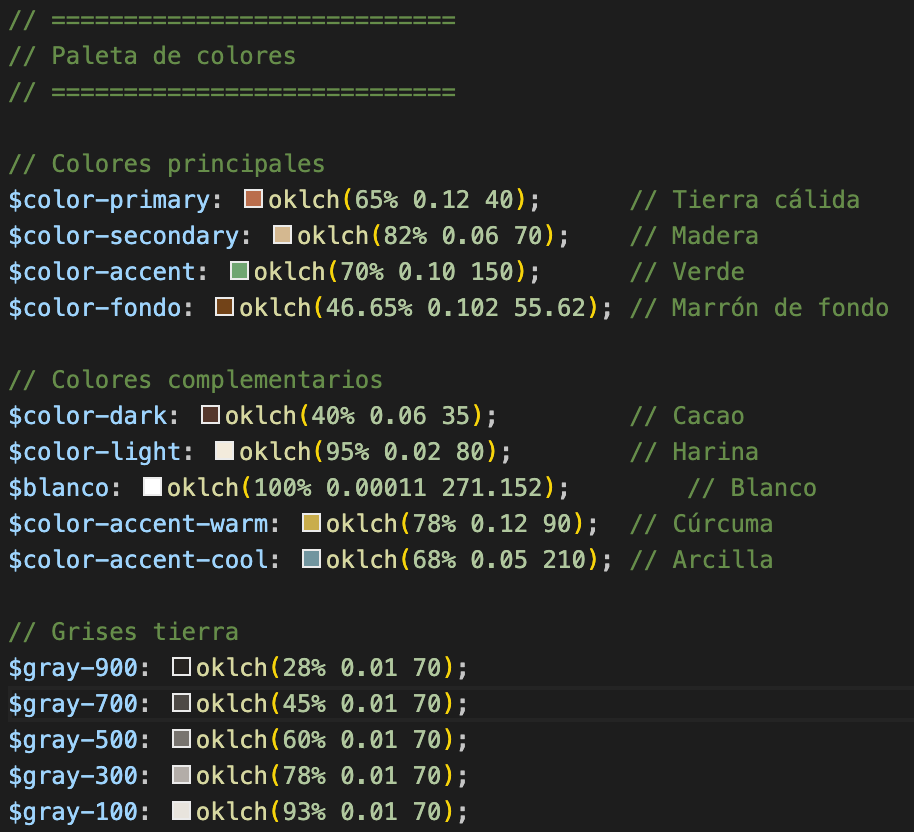 // ============================
// Paleta de colores
// ============================
// Colores principales
$color-primary: oklch(65% 0.12 40); // Tierra cálida
$color-secondary: oklch(82% 0.06 70); // Madera
$color-accent: oklch(70% 0.10 150); // Verde
$color-fondo: oklch(46.65% 0.102 55.62); // Marrón de fondo
// Colores complementarios
$color-dark: oklch(40% 0.06 35); // Cacao
$color-light: oklch(95% 0.02 80); // Harina
$blanco: oklch(100% 0.00011 271.152); // Blanco
$color-accent-warm: oklch(78% 0.12 90); // Cúrcuma
$color-accent-cool: oklch(68% 0.05 210); // Arcilla
// Grises tierra
$gray-900: oklch(28% 0.01 70);
$gray-700: oklch(45% 0.01 70);
$gray-500: oklch(60% 0.01 70);
$gray-300: oklch(78% 0.01 70);
$gray-100: oklch(93% 0.01 70);